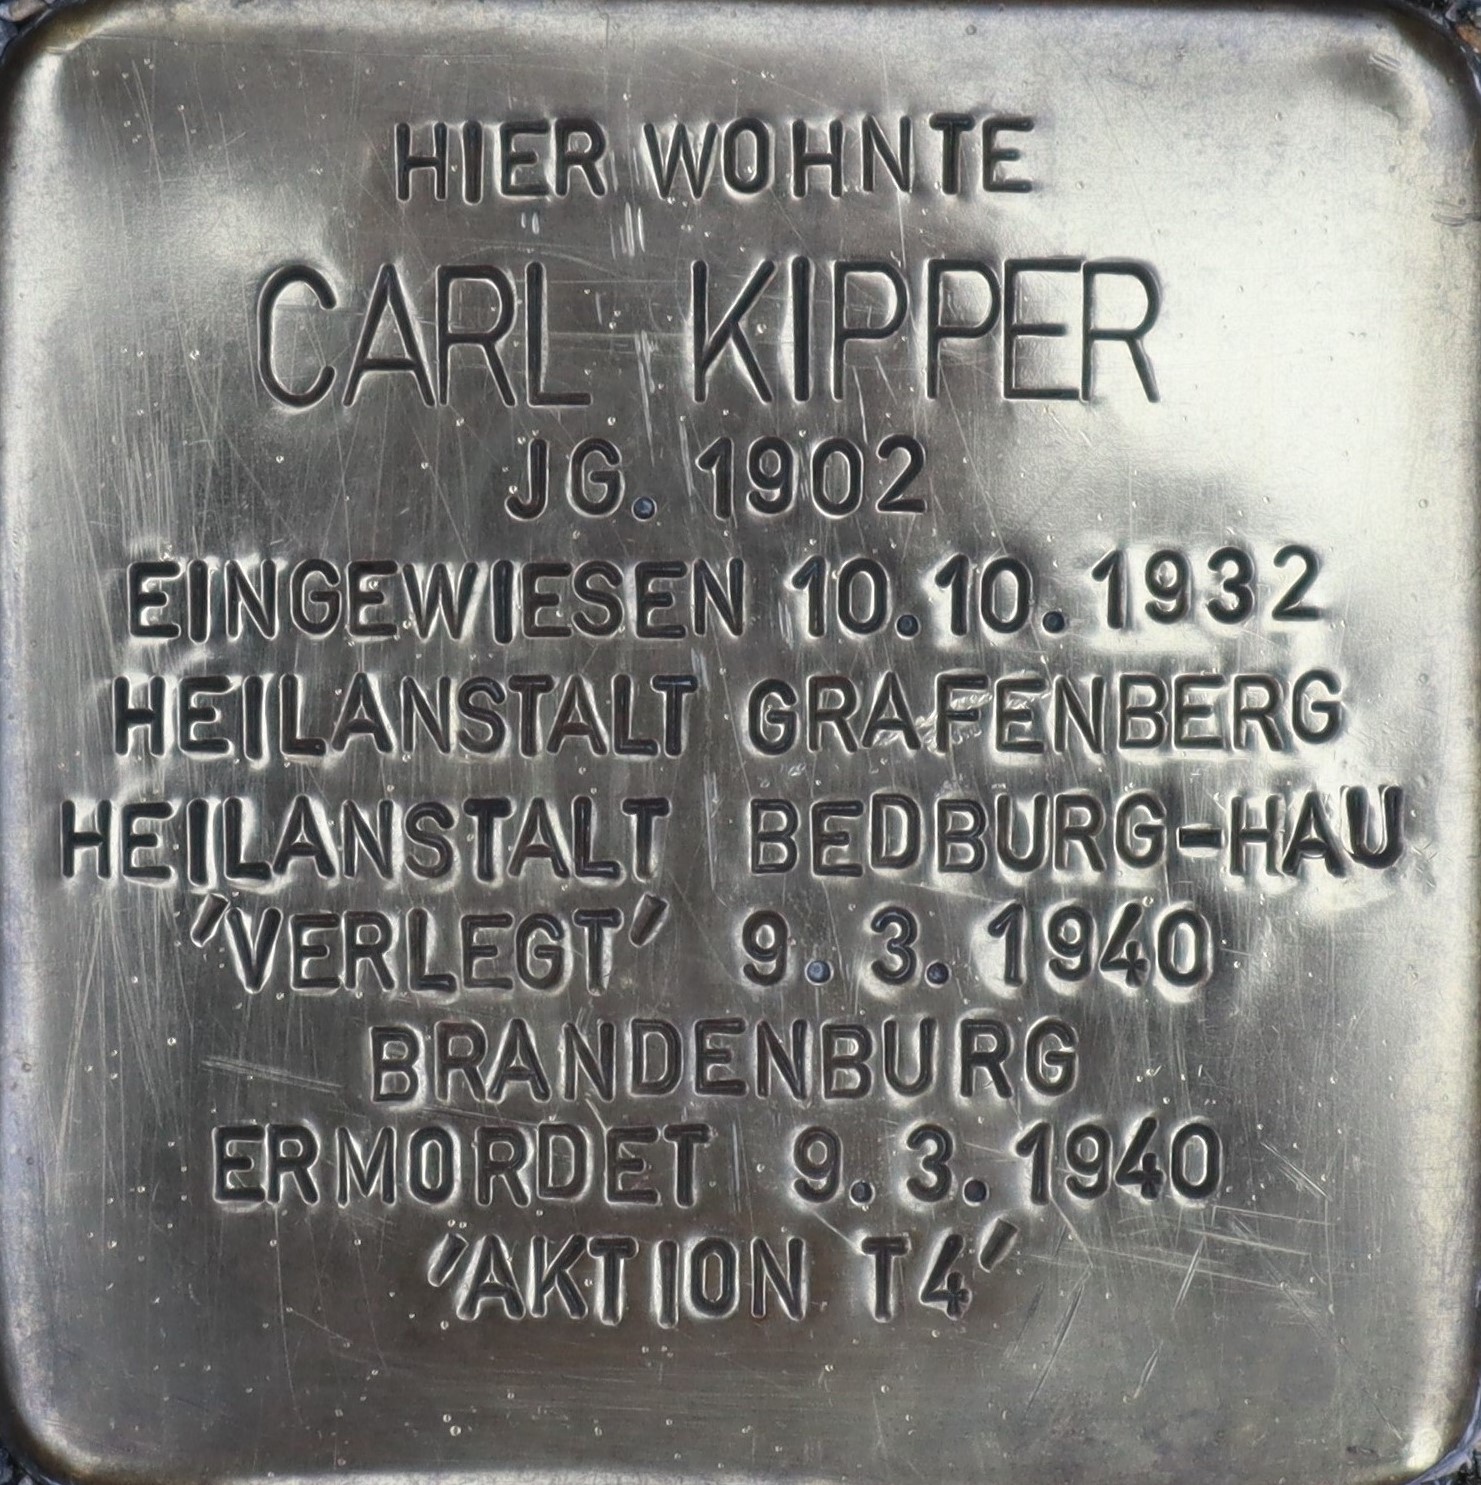 HIER WOHNTE
CARL KIPPER
JG. 1902
EINGEWIESEN 10.10.1932
HEILANSTALT GRAFENBERG
HEILANSTALT BEDBURG-HAU
'VERLEGT' 9.3.1940
BRANDENBURG
ERMORDET 9.3.1940
'AKTION T4'